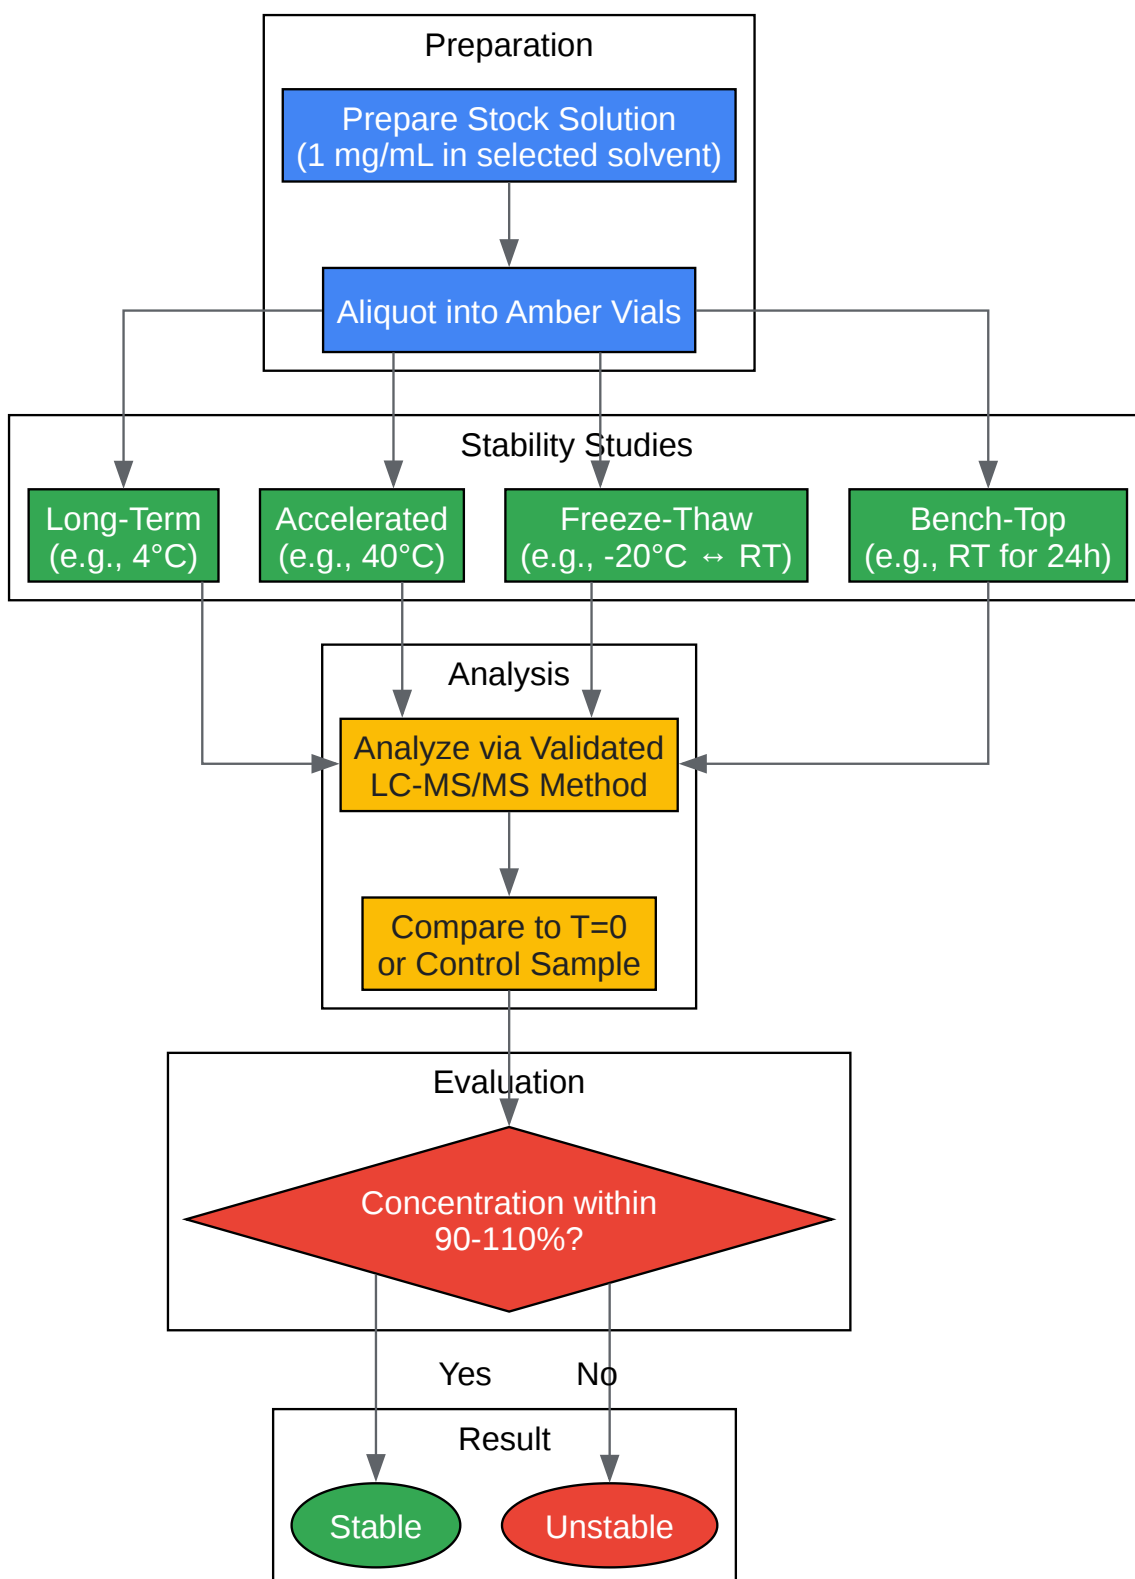 Preparation
Prepare Stock Solution
(1 mg/mL in selected solvent)
Aliquot into Amber Vials
Stability Studies
Long-Term
(e.g., 4°C)
Accelerated
(e.g., 40°C)
Freeze-Thaw
(e.g., -20°C ↔ RT)
Bench-Top
(e.g., RT for 24h)
Analysis
Analyze via Validated
LC-MS/MS Method
Compare to T=0
or Control Sample
Evaluation
Concentration within
90-110%?
Yes
No
Result
Stable
Unstable